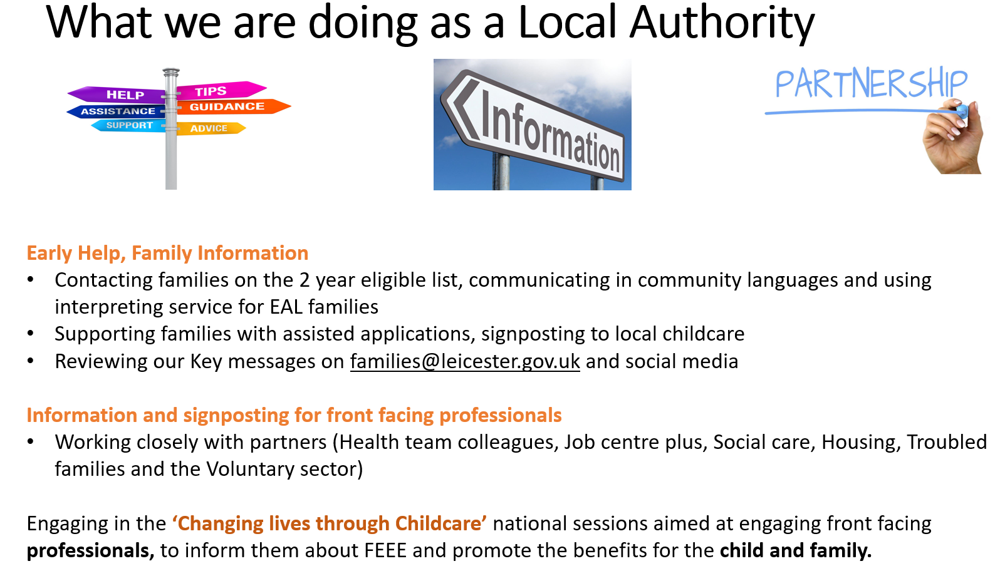 What we are doing as a Local Authority
HELP
TIPS
ASSISTANCE
GUIDANCE
SUPPORT
ADVICE
Information
PARTNERSHIP
Early Help, Family Information
• Contacting families on the 2 year eligible list, communicating in community languages and using
interpreting service for EAL families
• Supporting families with assisted applications, signposting to local childcare
• Reviewing our Key messages on families@leicester.gov.uk and social media
Information and signposting for front facing professionals
• Working closely with partners (Health team colleagues, Job centre plus, Social care, Housing, Troubled
families and the Voluntary sector)
Engaging in the ‘Changing lives through Childcare’ national sessions aimed at engaging front facing
professionals, to inform them about FEEE and promote the benefits for the child and family.